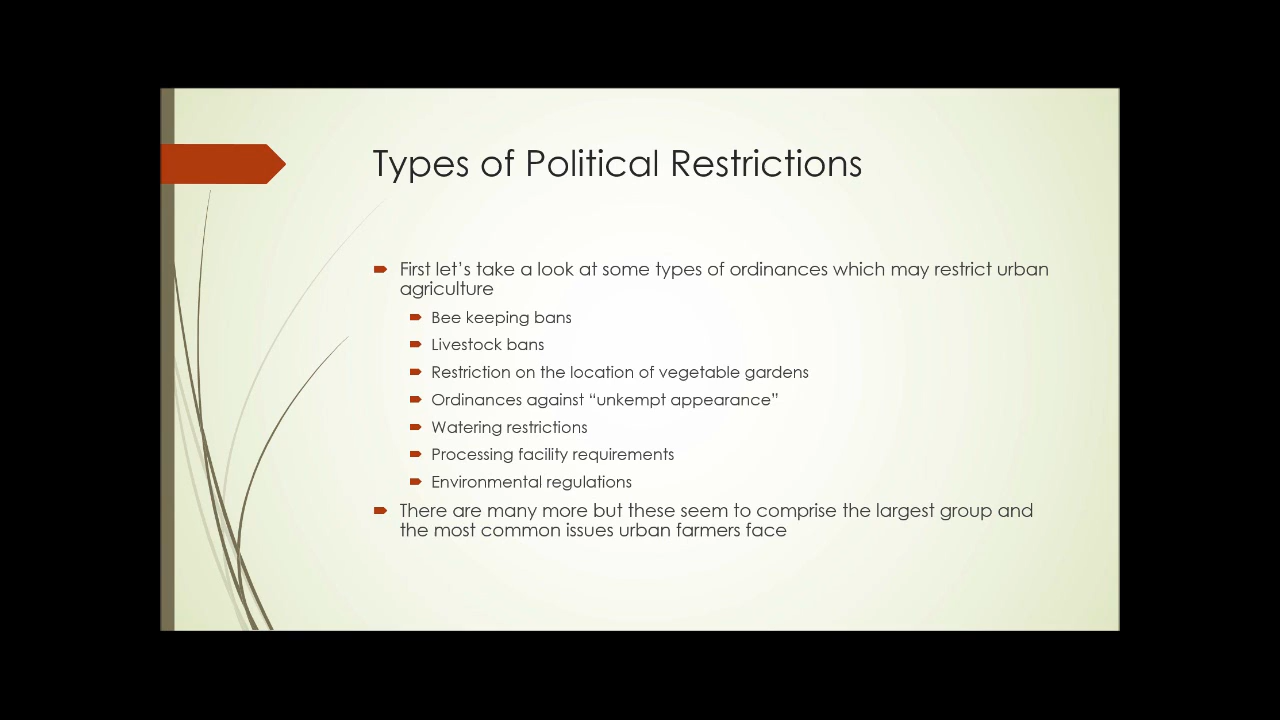 Types of Political Restrictions
First let’s take a look at some types of ordinances which may restrict urban
agriculture
Bee keeping bans
Livestock bans
Restriction on the location of vegetable gardens
Ordinances against “unkempt appearance”
Watering restrictions
Processing facility requirements
Environmental regulations
There are many more but these seem to comprise the largest group and
the most common issues urban farmers face